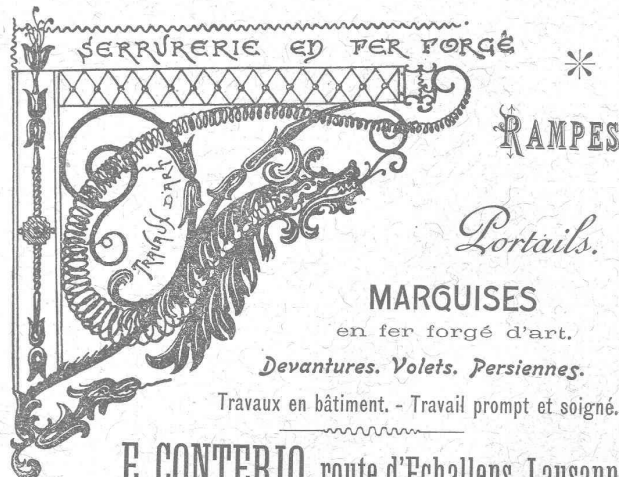 SERRURERIE EN FER FORGÉ
TRAVAUX D'ART
RAMPES
Portails.
MARQUISES
en fer forgé d'art.
Devantures. Volets. Persiennes.
Travaux en bâtiment. - Travail prompt et soigné.
E. CONTERIO, route d'Echallens, Lausann